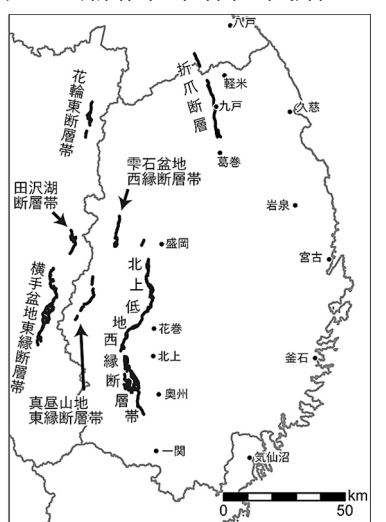 八戸
折爪断層
軽米
九戸
久慈
葛巻
花輪東断層帯
雫石盆地
西縁断層帯
田沢湖
断層帯
岩泉
盛岡
宮古
横手盆地東縁断層帯
北上低地西縁断層帯
花巻
北上
釜石
真昼山地
東縁断層帯
奥州
一関
気仙沼
km
0
50